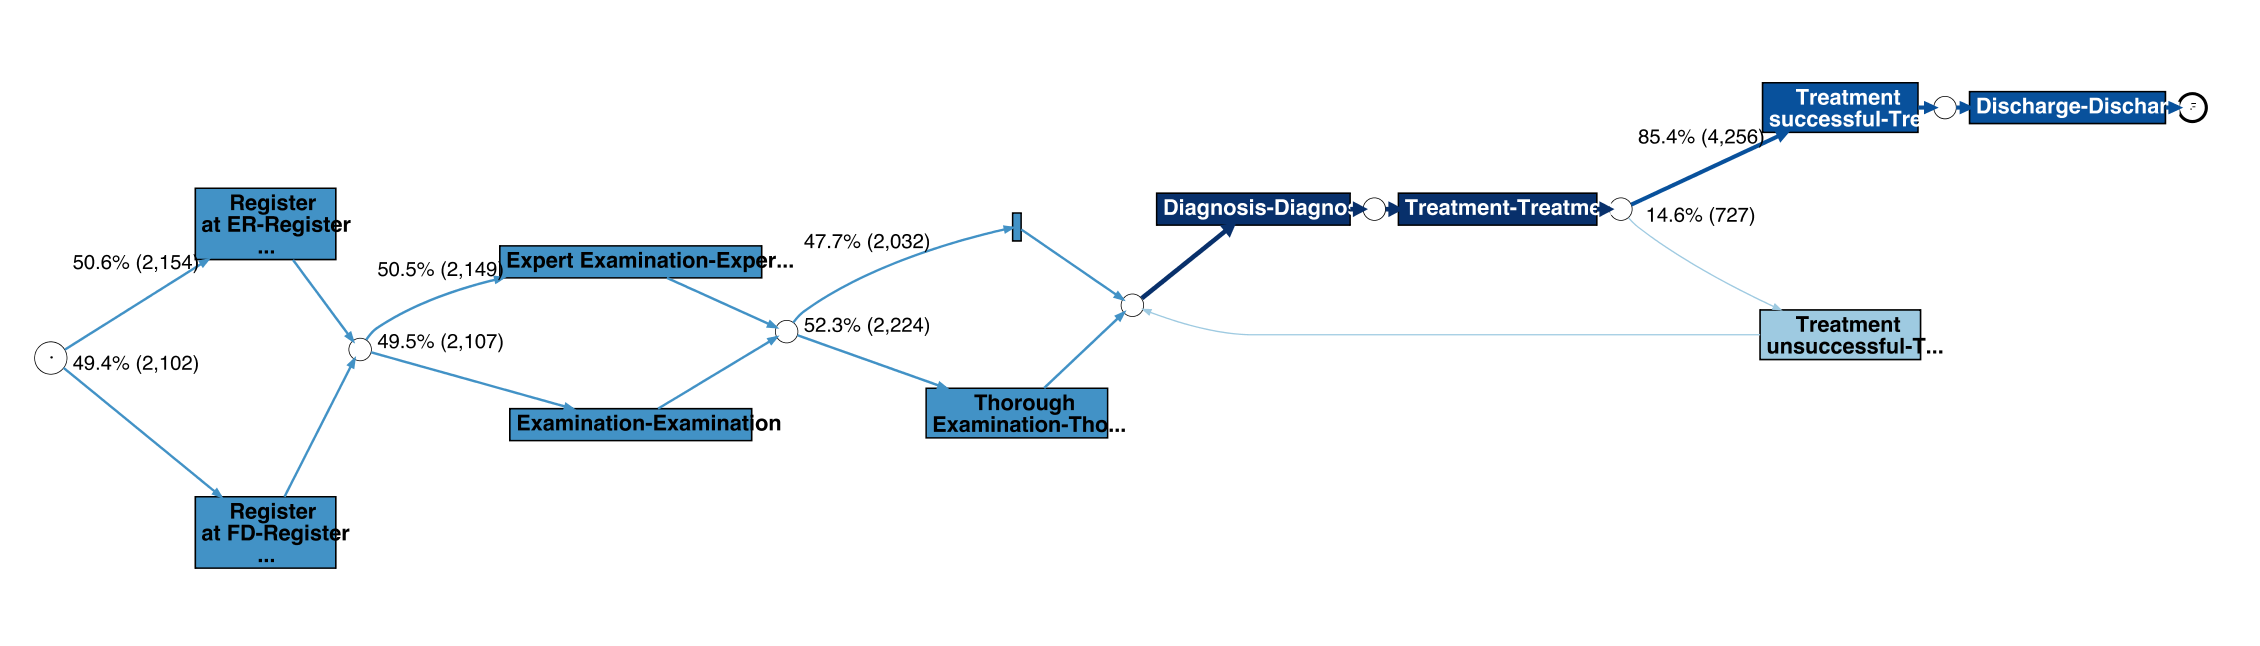 50.6% (2,154)
49.4% (2,102)
Register
at ER-Register
...
Register
at FD-Register
...
50.5% (2,149)
49.5% (2,107)
Expert Examination-Exper...
Examination-Examination
47.7% (2,032)
52.3% (2,224)
Thorough
Examination-Tho...
Diagnosis-Diagnos
Treatment-Treatme
85.4% (4,256)
14.6% (727)
Treatment
successful-Tre
Treatment
unsuccessful-T...
Discharge-Dischar